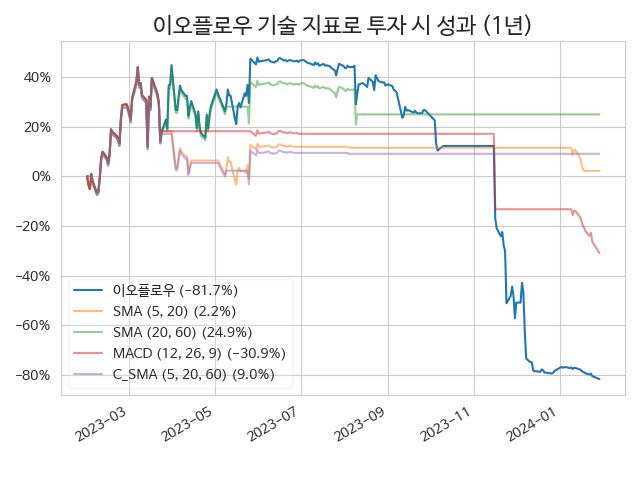 이오플로우 기술 지표로 투자 시 성과 (1년)
40%
20%
0%
−20%
−40%
−60%
−80%
이오플로우 (−81.7%)
SMA (5, 20) (2.2%)
SMA (20, 60) (24.9%)
MACD (12, 26, 9) (−30.9%)
C_SMA (5, 20, 60) (9.0%)
2023−03
2023−05
2023−07
2023−09
2023−11
2024−01